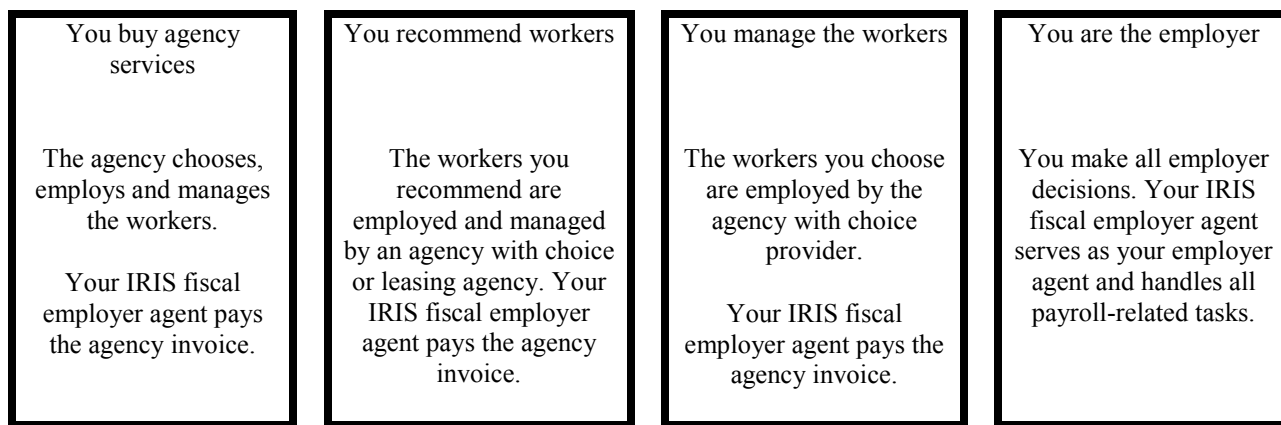 You buy agency
services
The agency chooses,
employs and manages
the workers.
Your IRIS fiscal
employer agent pays
the agency invoice.
You recommend workers
The workers you
recommend are
employed and managed
by an agency with choice
or leasing agency. Your
IRIS fiscal employer
agent pays the agency
invoice.
You manage the workers
The workers you choose
are employed by the
agency with choice
provider.
Your IRIS fiscal
employer agent pays the
agency invoice.
You are the employer
You make all employer
decisions. Your IRIS
fiscal employer agent
serves as your employer
agent and handles all
payroll-related tasks.